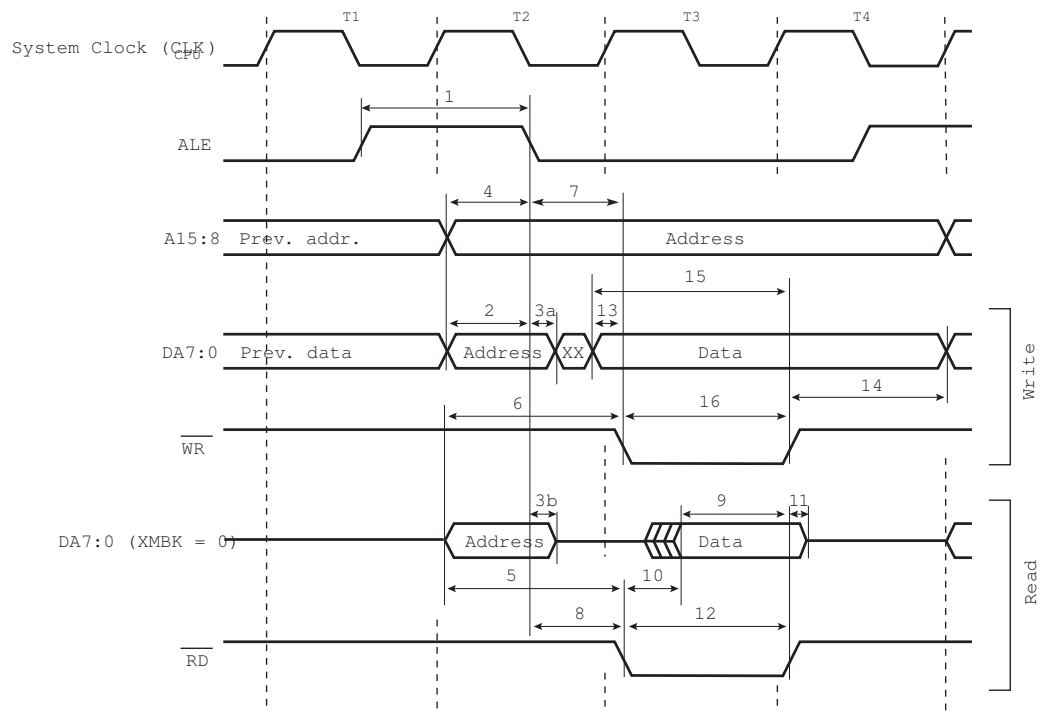 T1 T2 T3 T4
System Clock (CLK CPU)
1
ALE
4 7
A15:8 Prev. addr. Address
15
2 3a 13
DA7:0 Prev. data Address XX Data
14
6 16
WR
Write
3b 9 11
DA7:0 (XMBK = 0) Address Data
5 10
8 12
RD
Read